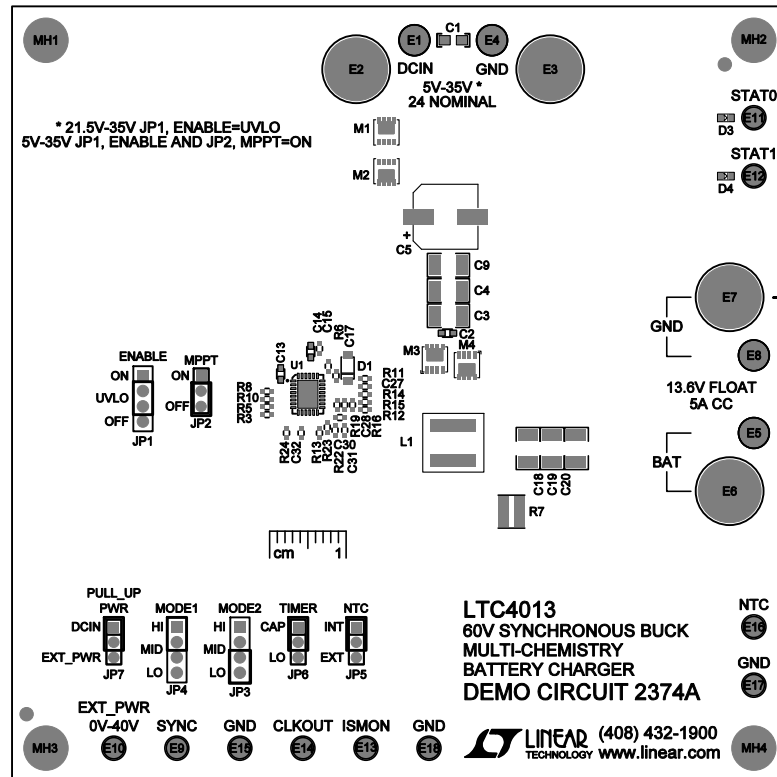 MH1
E1
C1
E4
MH2
E2
DCIN
GND
E3
5V-35V *
24 NOMINAL
* 21.5V-35V JP1, ENABLE=UVLO
5V-35V JP1, ENABLE AND JP2, MPPT=ON
M1
M2
STAT0
E11
D3
STAT1
E12
D4
+
C5
C9
C4
C3
C2
M3
M4
E7
GND
E8
13.6V FLOAT
5A CC
E5
BAT
E6
ENABLE
ON
UVLO
OFF
JP1
MPPT
ON
OFF
JP2
C13
C14
C15
R6
C17
U1
D1
R8
R10
R5
R3
R11
C27
R14
R15
R12
R24
C32
R13
R23
R22
C30
C31
R19
C28
R16
L1
C18
C19
C20
R7
cm 1
PULL_UP
PWR
DCIN
EXT_PWR
JP7
MODE1
HI
MID
LO
JP4
MODE2
HI
MID
LO
JP3
TIMER
CAP
LO
JP6
NTC
INT
EXT
JP5
LTC4013
60V SYNCHRONOUS BUCK
MULTI-CHEMISTRY
BATTERY CHARGER
DEMO CIRCUIT 2374A
NTC
E16
GND
E17
EXT_PWR
0V-40V
E10
SYNC
E9
GND
E15
CLKOUT
E14
ISMON
E13
GND
E18
MH3
LT LINEAR
TECHNOLOGY
(408) 432-1900
www.linear.com
MH4